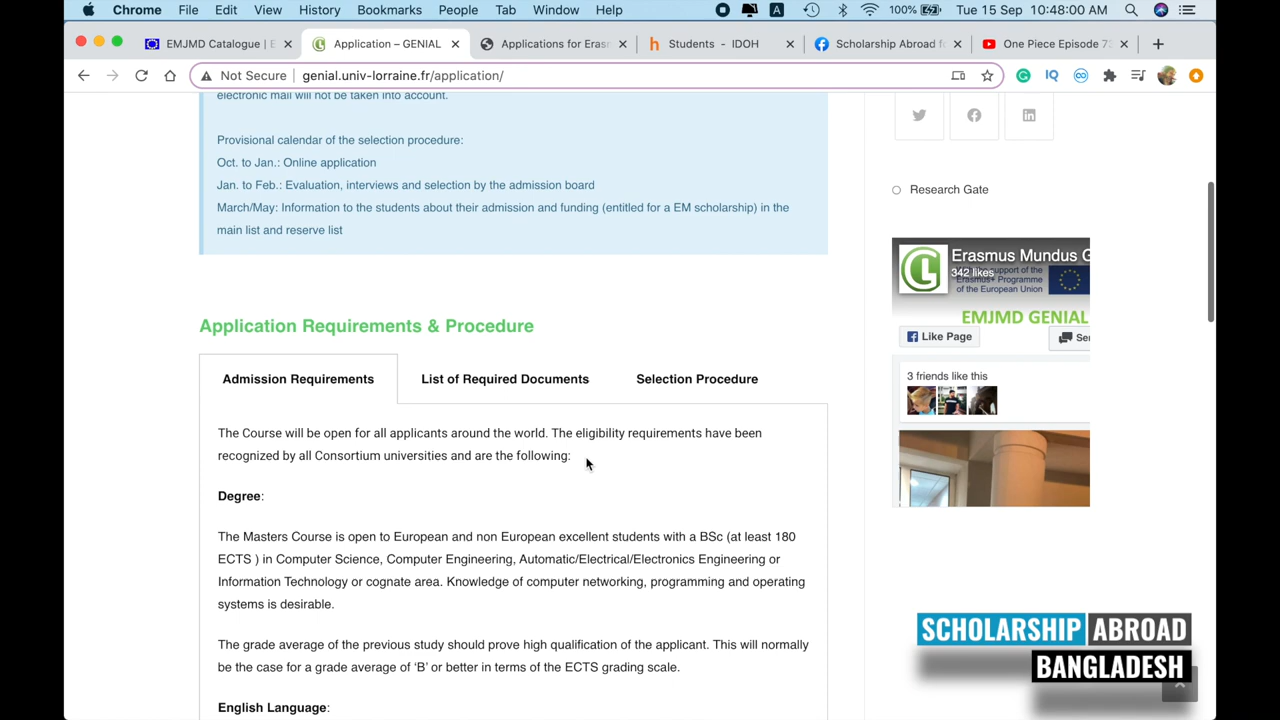 Chrome File Edit View History Bookmarks People Tab Window Help 100% Tue 15 Sep 10:48:00 AM
EMJMD Catalogue | E Application – GENIAL Applications for Erasm Students - IDOH Scholarship Abroad fo One Piece Episode 73
Not Secure genial.univ-lorraine.fr/application/
electronic mail will not be taken into account.
Provisional calendar of the selection procedure:
Oct. to Jan.: Online application
Jan. to Feb.: Evaluation, interviews and selection by the admission board
March/May: Information to the students about their admission and funding (entitled for a EM scholarship) in the
main list and reserve list
Application Requirements & Procedure
Admission Requirements List of Required Documents Selection Procedure
The Course will be open for all applicants around the world. The eligibility requirements have been
recognized by all Consortium universities and are the following:
Degree:
The Masters Course is open to European and non European excellent students with a BSc (at least 180
ECTS ) in Computer Science, Computer Engineering, Automatic/Electrical/Electronics Engineering or
Information Technology or cognate area. Knowledge of computer networking, programming and operating
systems is desirable.
The grade average of the previous study should prove high qualification of the applicant. This will normally
be the case for a grade average of ‘B’ or better in terms of the ECTS grading scale.
English Language:
Research Gate
Erasmus Mundus G
342 likes
support of the
Erasmus+ Programme
of the European Union
EMJMD GENIAL
Like Page
3 friends like this
SCHOLARSHIP ABROAD
BANGLADESH